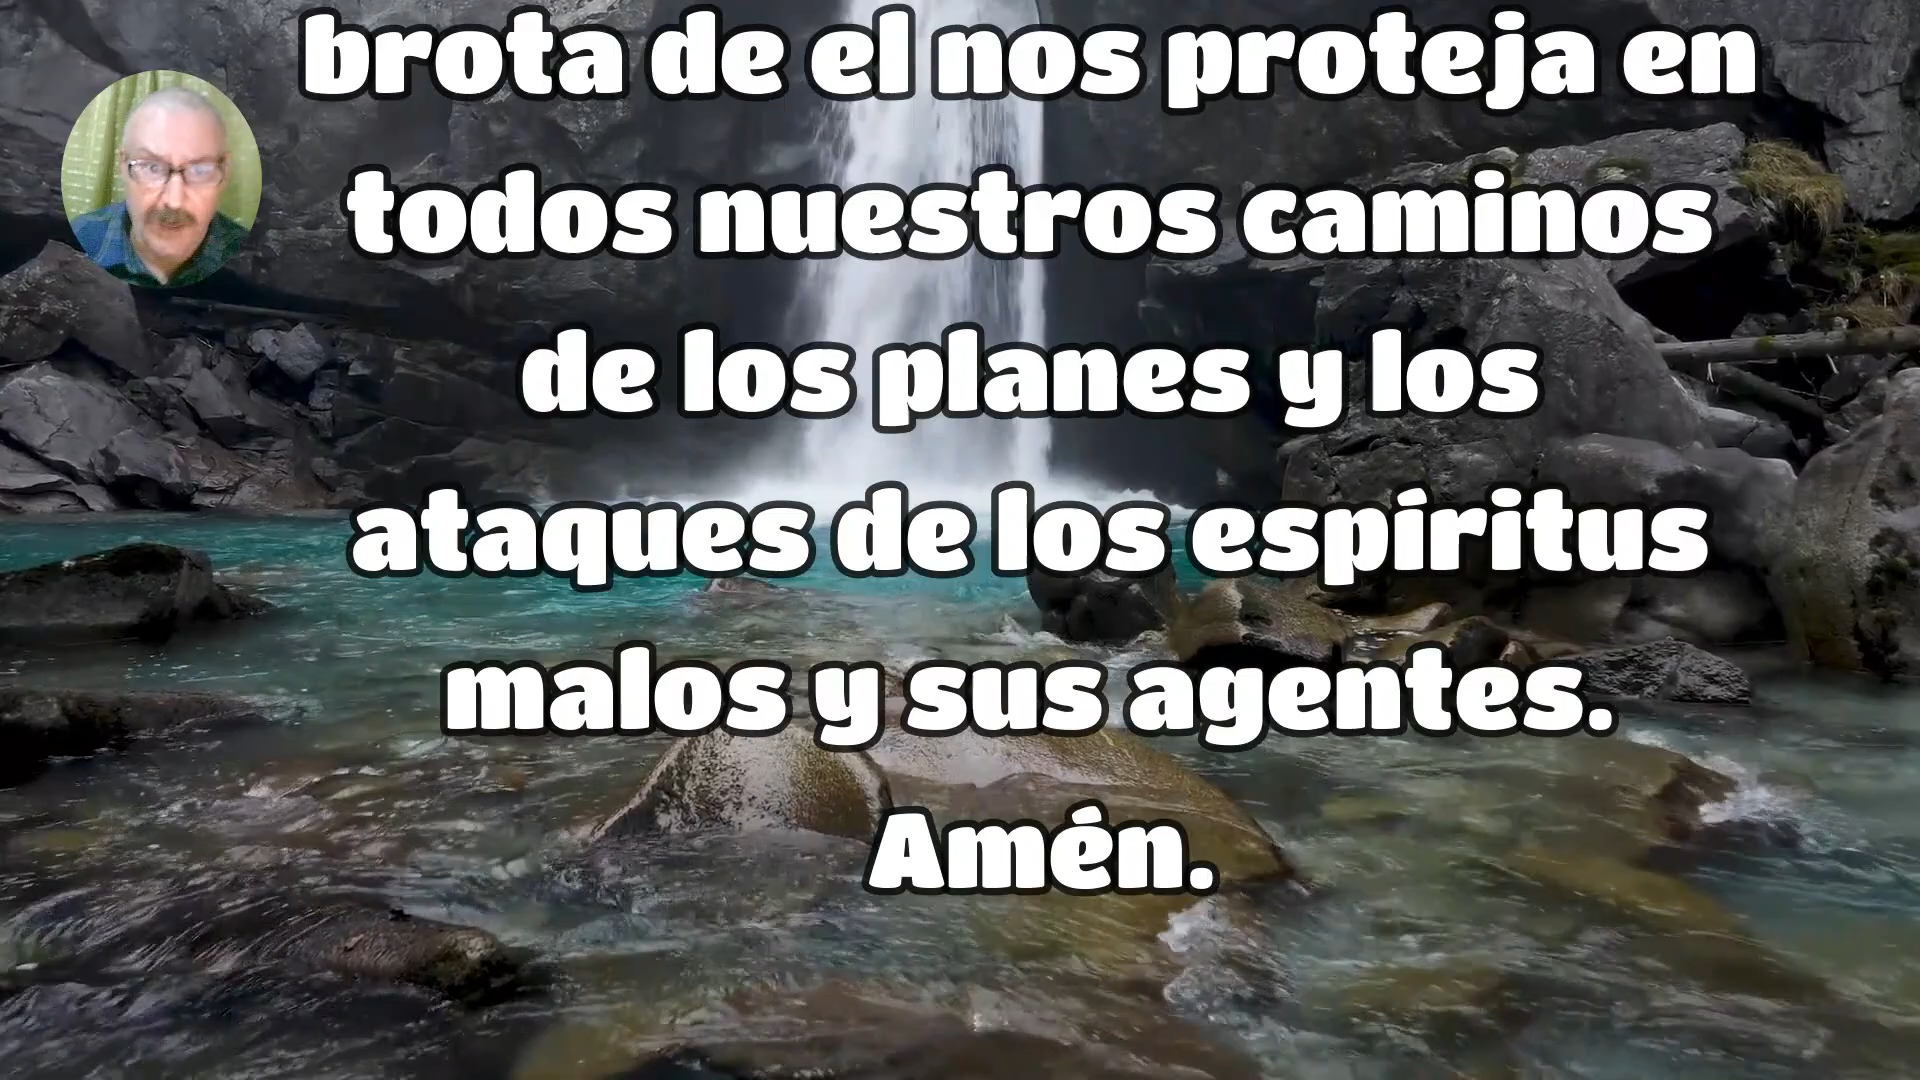 brota de el nos proteja en
todos nuestros caminos
de los planes y los
ataques de los espíritus
malos y sus agentes.
Amén.